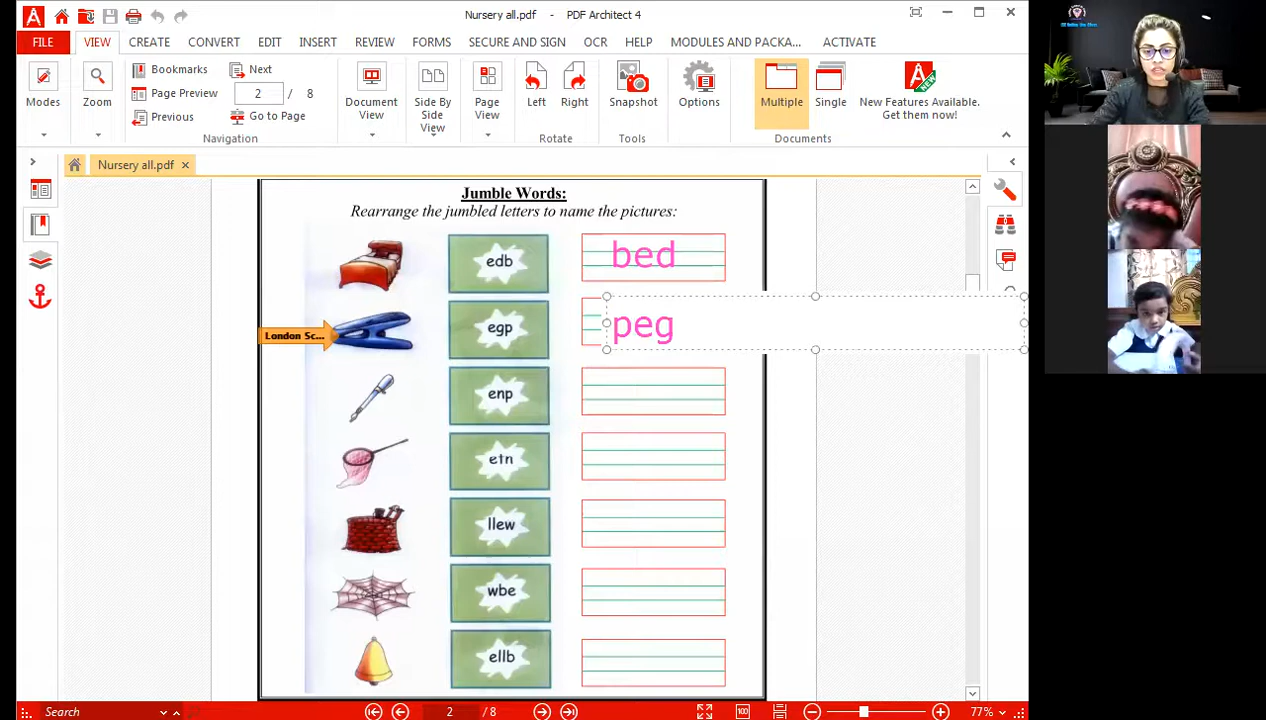 Nursery all.pdf - PDF Architect 4
FILE VIEW CREATE CONVERT EDIT INSERT REVIEW FORMS SECURE AND SIGN OCR HELP MODULES AND PACKA... ACTIVATE
Modes
Zoom
Bookmarks
Page Preview
Previous
Next
2 / 8
Go to Page
Navigation
Document View
Side By Side View
Page View
Left
Right
Rotate
Snapshot
Tools
Options
Multiple
Single
Documents
NEW
New Features Available.
Get them now!
Nursery all.pdf
Jumble Words:
Rearrange the jumbled letters to name the pictures:
edb bed
London Sc... egp peg
enp
etn
llew
wbe
ellb
Search
2 / 8
100
77%